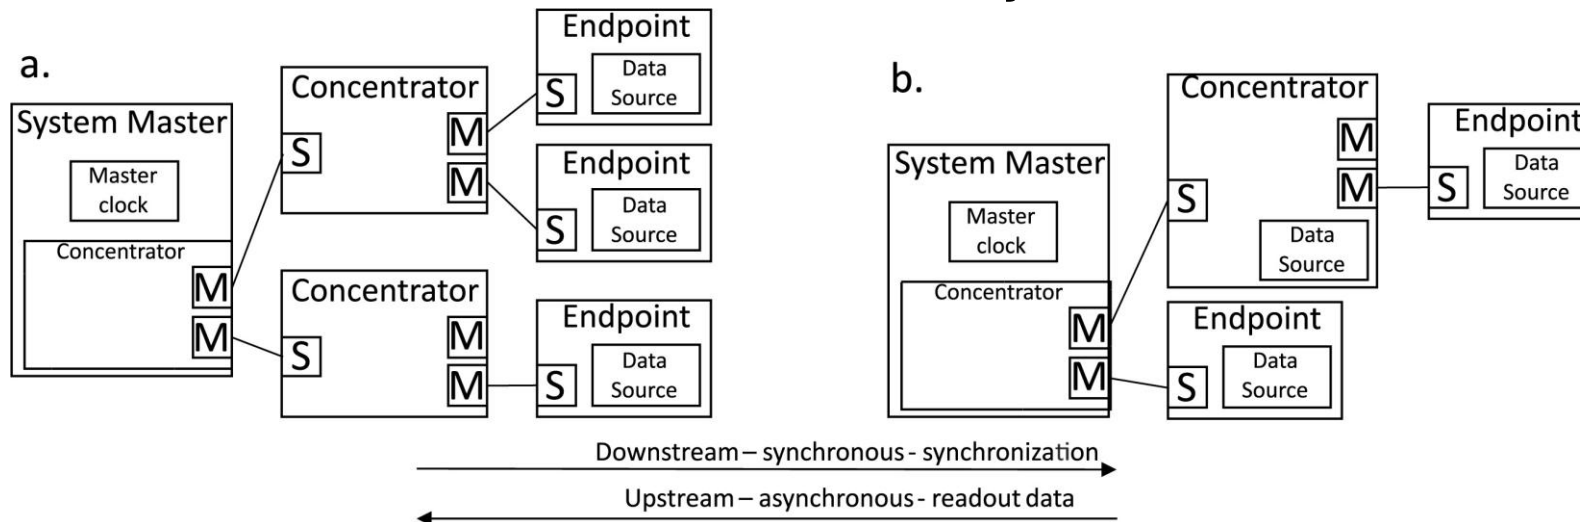 a.
System Master
Master
clock
Concentrator
M
M
Concentrator
S
M
M
Concentrator
S
M
M
Endpoint
S
Data
Source
Endpoint
S
Data
Source
Endpoint
S
Data
Source
b.
System Master
Master
clock
Concentrator
M
M
Concentrator
S
M
M
Data
Source
Endpoint
S
Data
Source
Endpoint
S
Data
Source
Downstream – synchronous - synchronization
Upstream – asynchronous - readout data